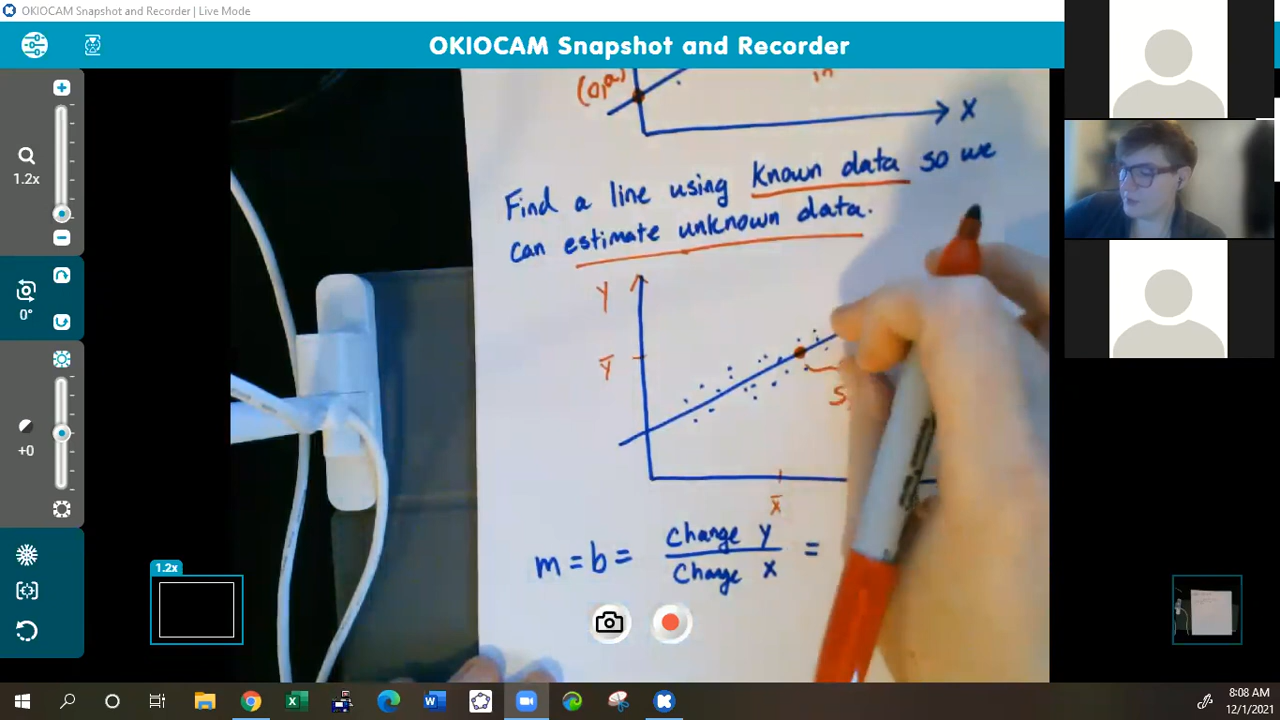 OKIOCAM Snapshot and Recorder | Live Mode
OKIOCAM Snapshot and Recorder
1.2x
0°
+0
1.2x
(0,a)
X
Find a line using known data so we
can estimate unknown data.
Y
ȳ
x̄
m = b = change y / change x =
8:08 AM
12/1/2021